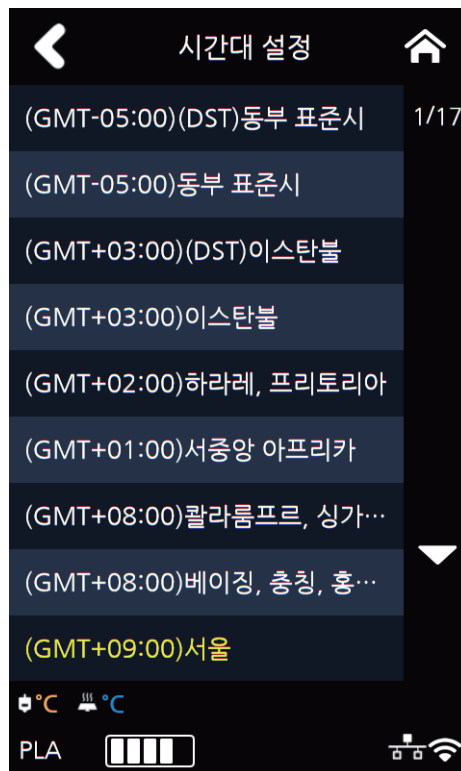 시간대 설정
(GMT-05:00)(DST)동부 표준시
1/17
(GMT-05:00)동부 표준시
(GMT+03:00)(DST)이스탄불
(GMT+03:00)이스탄불
(GMT+02:00)하라레, 프리토리아
(GMT+01:00)서중앙 아프리카
(GMT+08:00)콸라룸프르, 싱가…
(GMT+08:00)베이징, 충칭, 홍…
(GMT+09:00)서울
°C °C
PLA